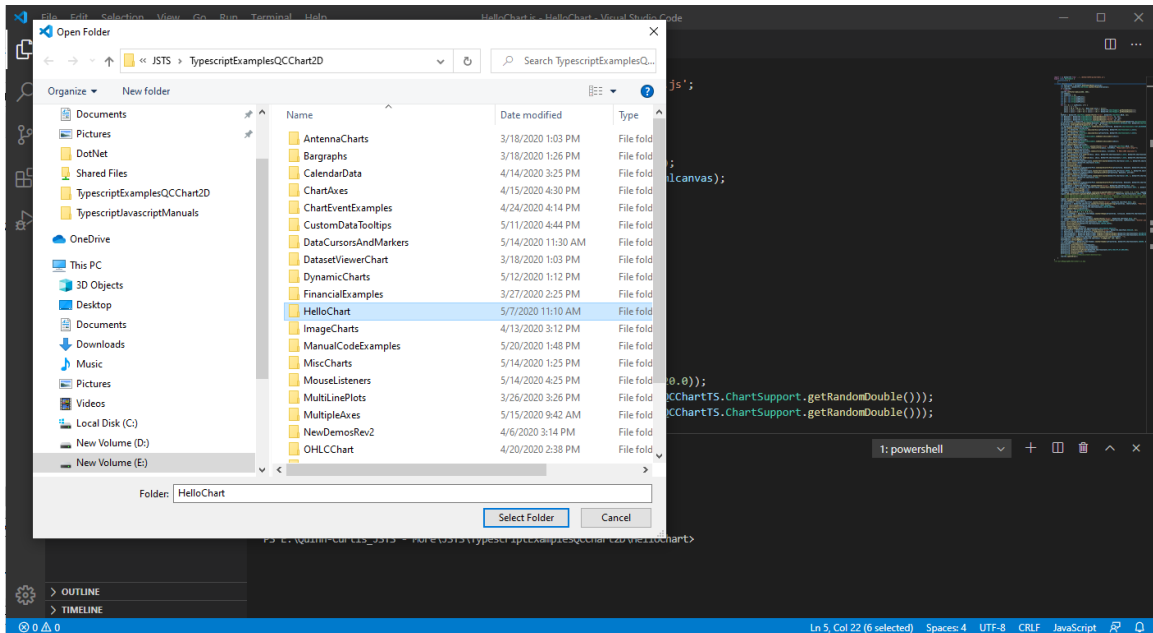 File Edit Selection View Go Run Terminal Help HelloChart.js - HelloChart - Visual Studio Code
Open Folder
« JSTS > TypescriptExamplesQCChart2D
Search TypescriptExamplesQ...
Organize New folder
Documents
Pictures
DotNet
Shared Files
TypescriptExamplesQCChart2D
TypescriptJavascriptManuals
OneDrive
This PC
3D Objects
Desktop
Documents
Downloads
Music
Pictures
Videos
Local Disk (C:)
New Volume (D:)
New Volume (E:)
Name Date modified Type
AntennaCharts 3/18/2020 1:03 PM File fold
Bargraphs 3/18/2020 1:26 PM File fold
CalendarData 4/14/2020 3:25 PM File fold
ChartAxes 4/15/2020 4:30 PM File fold
ChartEventExamples 4/24/2020 4:14 PM File fold
CustomDataTooltips 5/11/2020 4:44 PM File fold
DataCursorsAndMarkers 5/14/2020 11:30 AM File fold
DatasetViewerChart 3/18/2020 1:03 PM File fold
DynamicCharts 5/12/2020 1:12 PM File fold
FinancialExamples 3/27/2020 2:25 PM File fold
HelloChart 5/7/2020 11:10 AM File fold
ImageCharts 4/13/2020 3:12 PM File fold
ManualCodeExamples 5/20/2020 1:48 PM File fold
MiscCharts 5/14/2020 1:25 PM File fold
MouseListeners 5/14/2020 4:25 PM File fold
MultiLinePlots 3/26/2020 3:26 PM File fold
MultipleAxes 5/15/2020 9:42 AM File fold
NewDemosRev2 4/6/2020 3:14 PM File fold
OHLCChart 4/20/2020 2:38 PM File fold
Folder: HelloChart
Select Folder Cancel
js';
);
lcanvas);
0.0));
QCChartTS.ChartSupport.getRandomDouble()));
QCChartTS.ChartSupport.getRandomDouble()));
1: powershell
PS E:\Quinn-Curtis_JSTS - More\JSTS\TypescriptExamplesQCChart2D\HelloChart>
OUTLINE
TIMELINE
0 0 Ln 5, Col 22 (6 selected) Spaces: 4 UTF-8 CRLF JavaScript